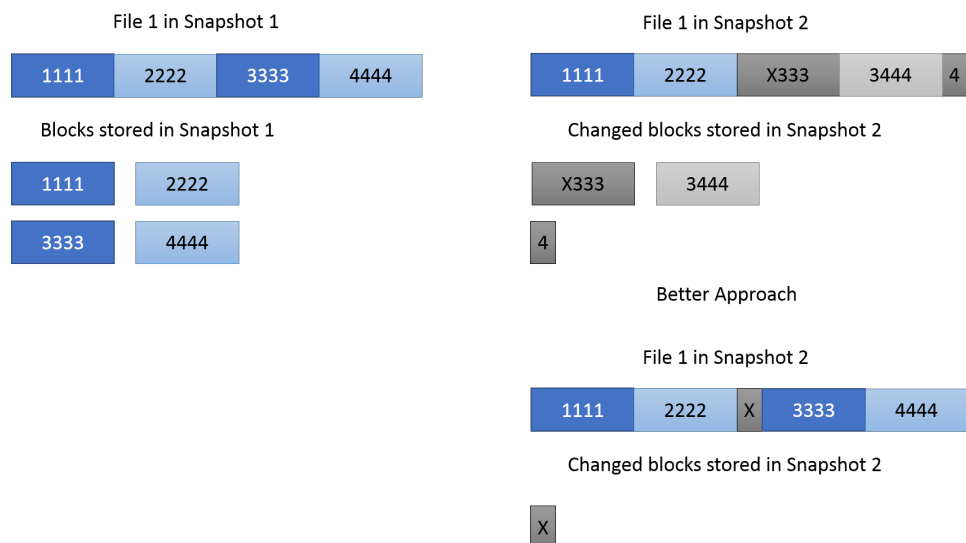 File 1 in Snapshot 1
1111 2222 3333 4444
Blocks stored in Snapshot 1
1111 2222
3333 4444
File 1 in Snapshot 2
1111 2222 X333 3444 4
Changed blocks stored in Snapshot 2
X333 3444
4
Better Approach
File 1 in Snapshot 2
1111 2222 X 3333 4444
Changed blocks stored in Snapshot 2
X